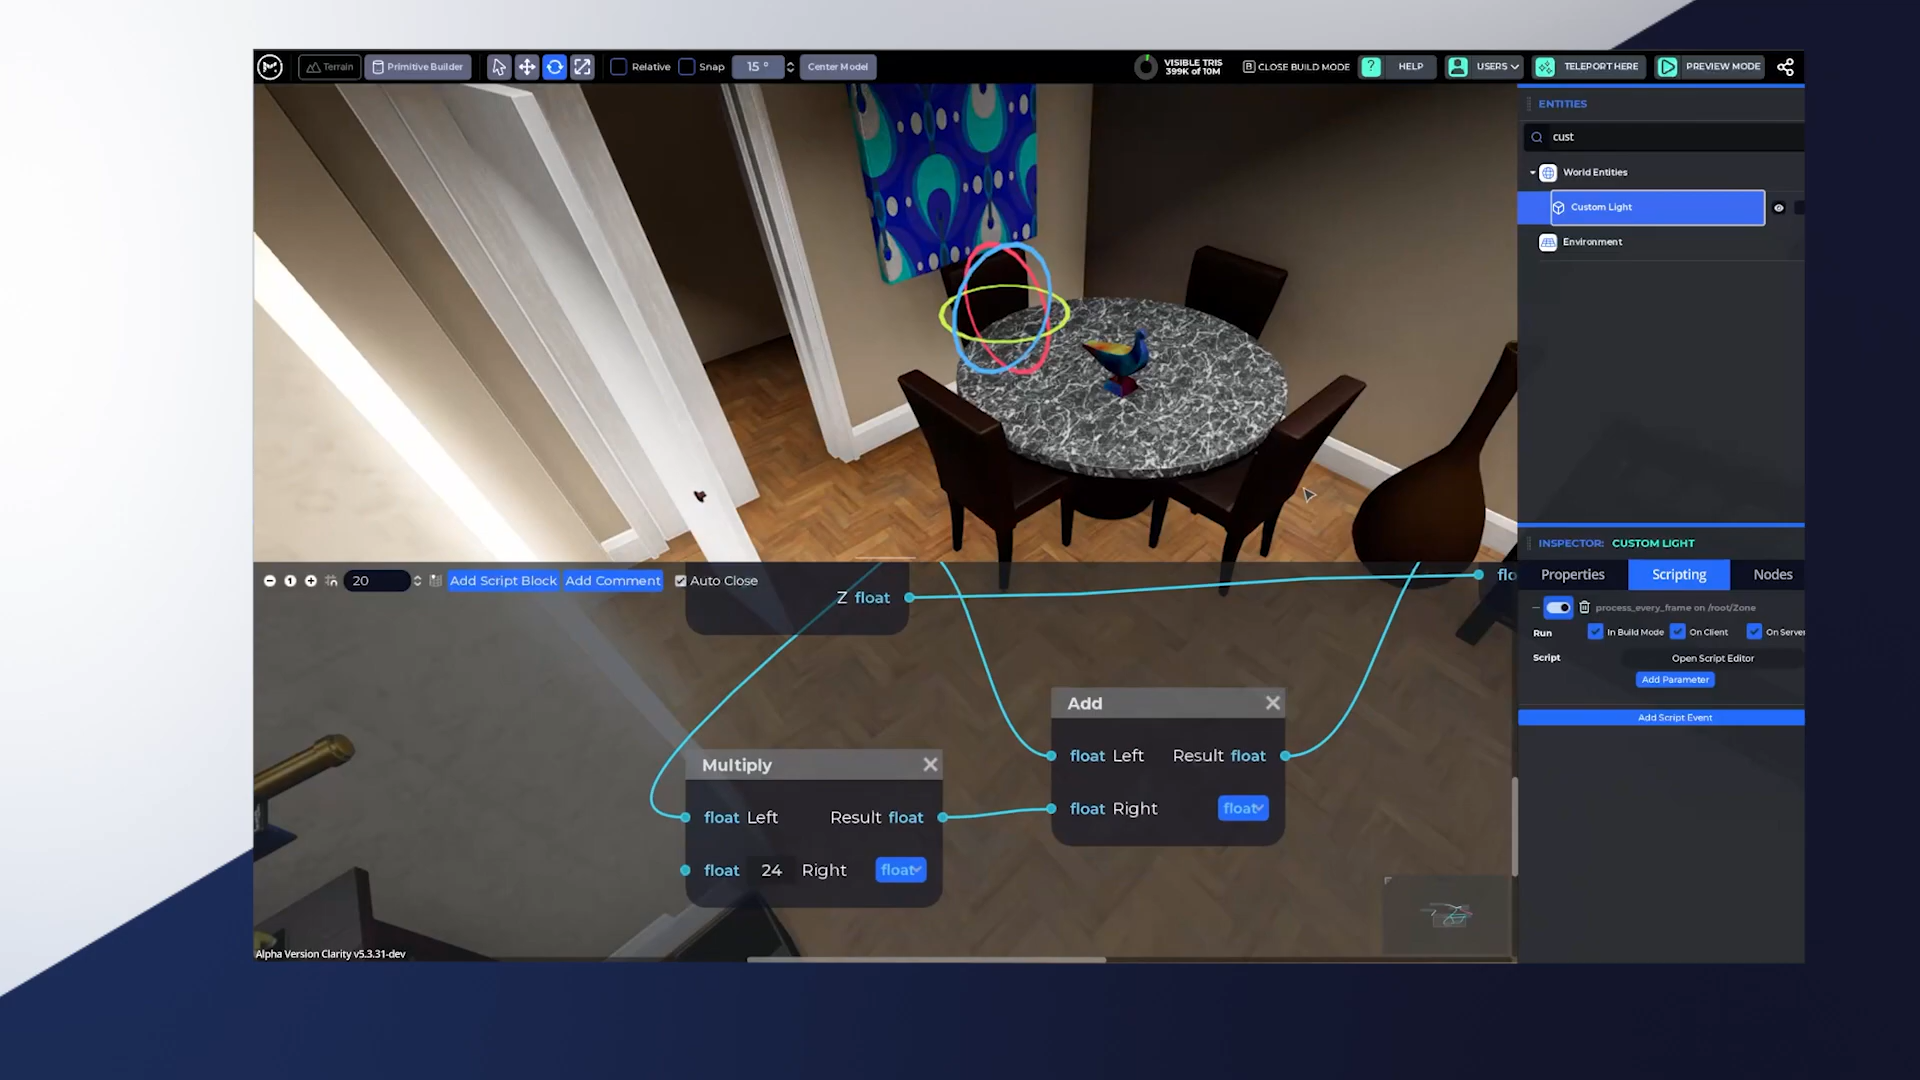 Terrain
Primitive Builder
Relative
Snap
15 °
Center Model
VISIBLE TRIS
399K of 10M
B CLOSE BUILD MODE
? HELP
USERS
TELEPORT HERE
PREVIEW MODE
ENTITIES
cust
World Entities
Custom Light
Environment
INSPECTOR: CUSTOM LIGHT
Properties
Scripting
Nodes
process_every_frame on /root/Zone
Run
In Build Mode
On Client
On Server
Script
Open Script Editor
Add Parameter
Add Script Event
1
20
Add Script Block
Add Comment
Auto Close
Z float
flo
Add
float Left
Result float
float Right
float
Multiply
float Left
Result float
float 24 Right
float
Alpha Version Clarity v5.3.31-dev